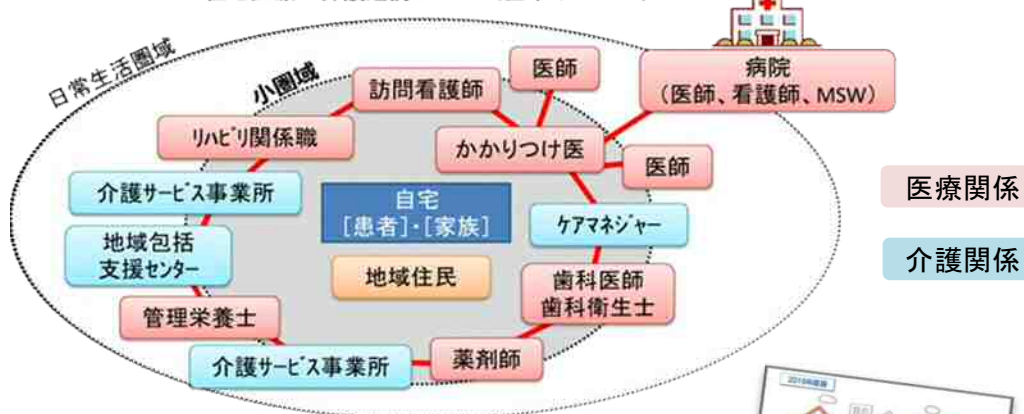 日常生活圏域
小圏域
訪問看護師
医師
病院
（医師、看護師、MSW）
リハビリ関係職
かかりつけ医
医師
医療関係
介護サービス事業所
自宅
［患者］・［家族］
ケアマネジャー
地域包括
支援センター
地域住民
歯科医師
歯科衛生士
介護関係
管理栄養士
介護サービス事業所
薬剤師